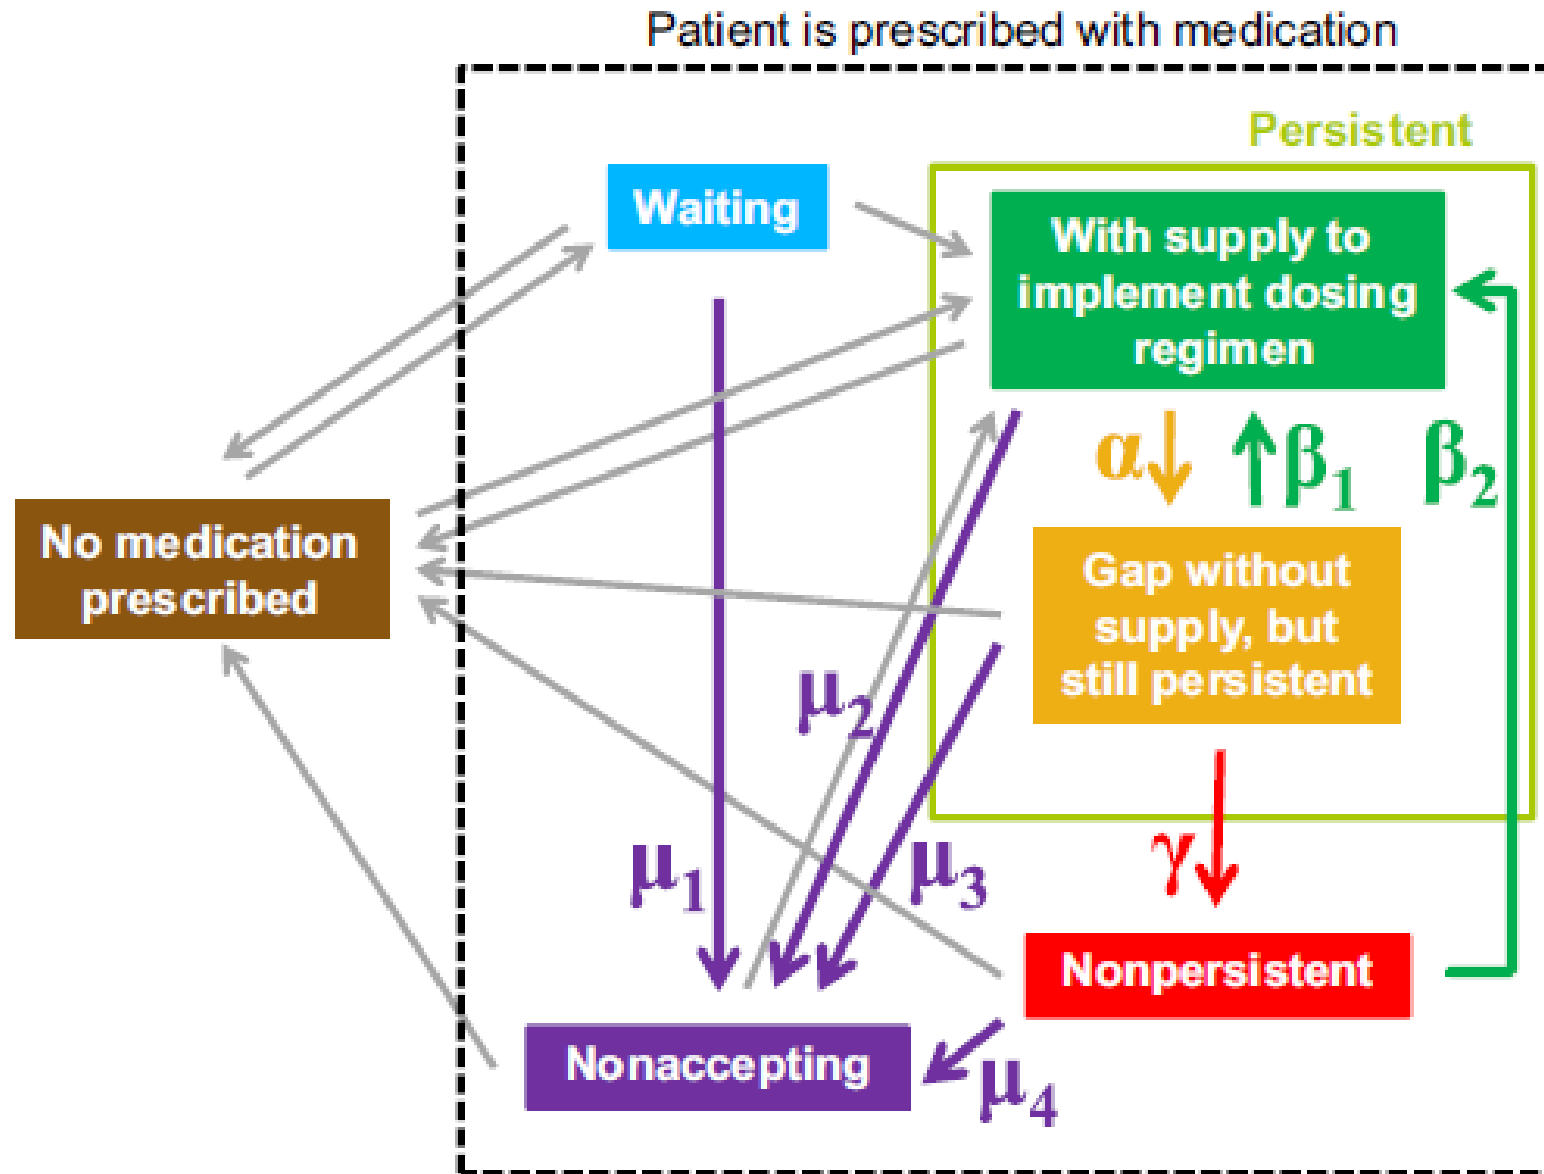 Patient is prescribed with medication
Persistent
Waiting
With supply to
implement dosing
regimen
α
β1
β2
No medication
prescribed
Gap without
supply, but
still persistent
μ2
μ1
μ3
γ
Nonpersistent
Nonaccepting
μ4